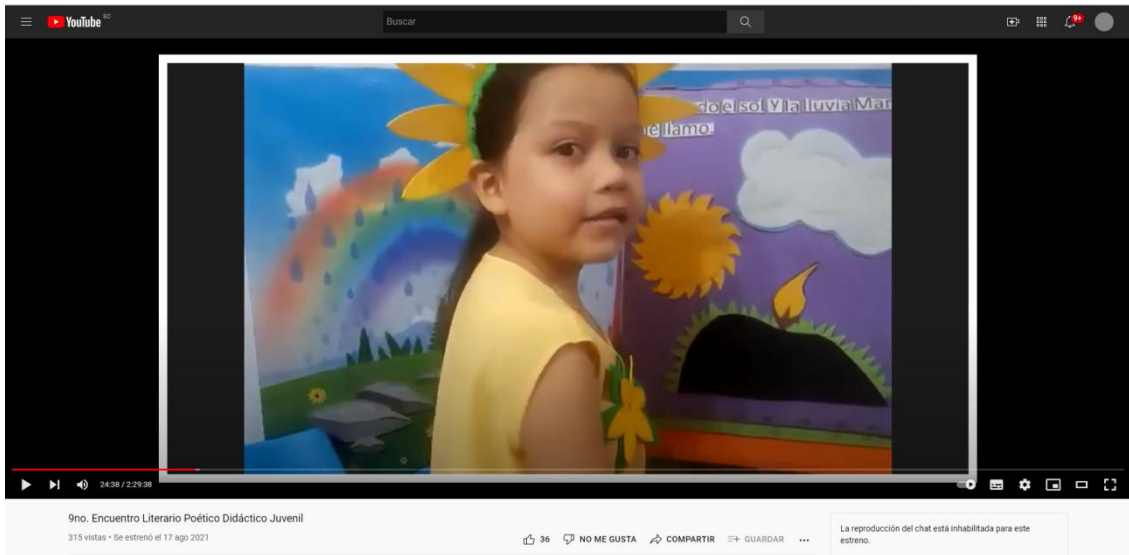 YouTube EC
Buscar
9+
do el sol Y la lluvia Mar
e llamo.
24:38 / 2:29:38
9no. Encuentro Literario Poético Didáctico Juvenil
315 vistas • Se estrenó el 17 ago 2021
36 NO ME GUSTA COMPARTIR GUARDAR
La reproducción del chat está inhabilitada para este
estreno.